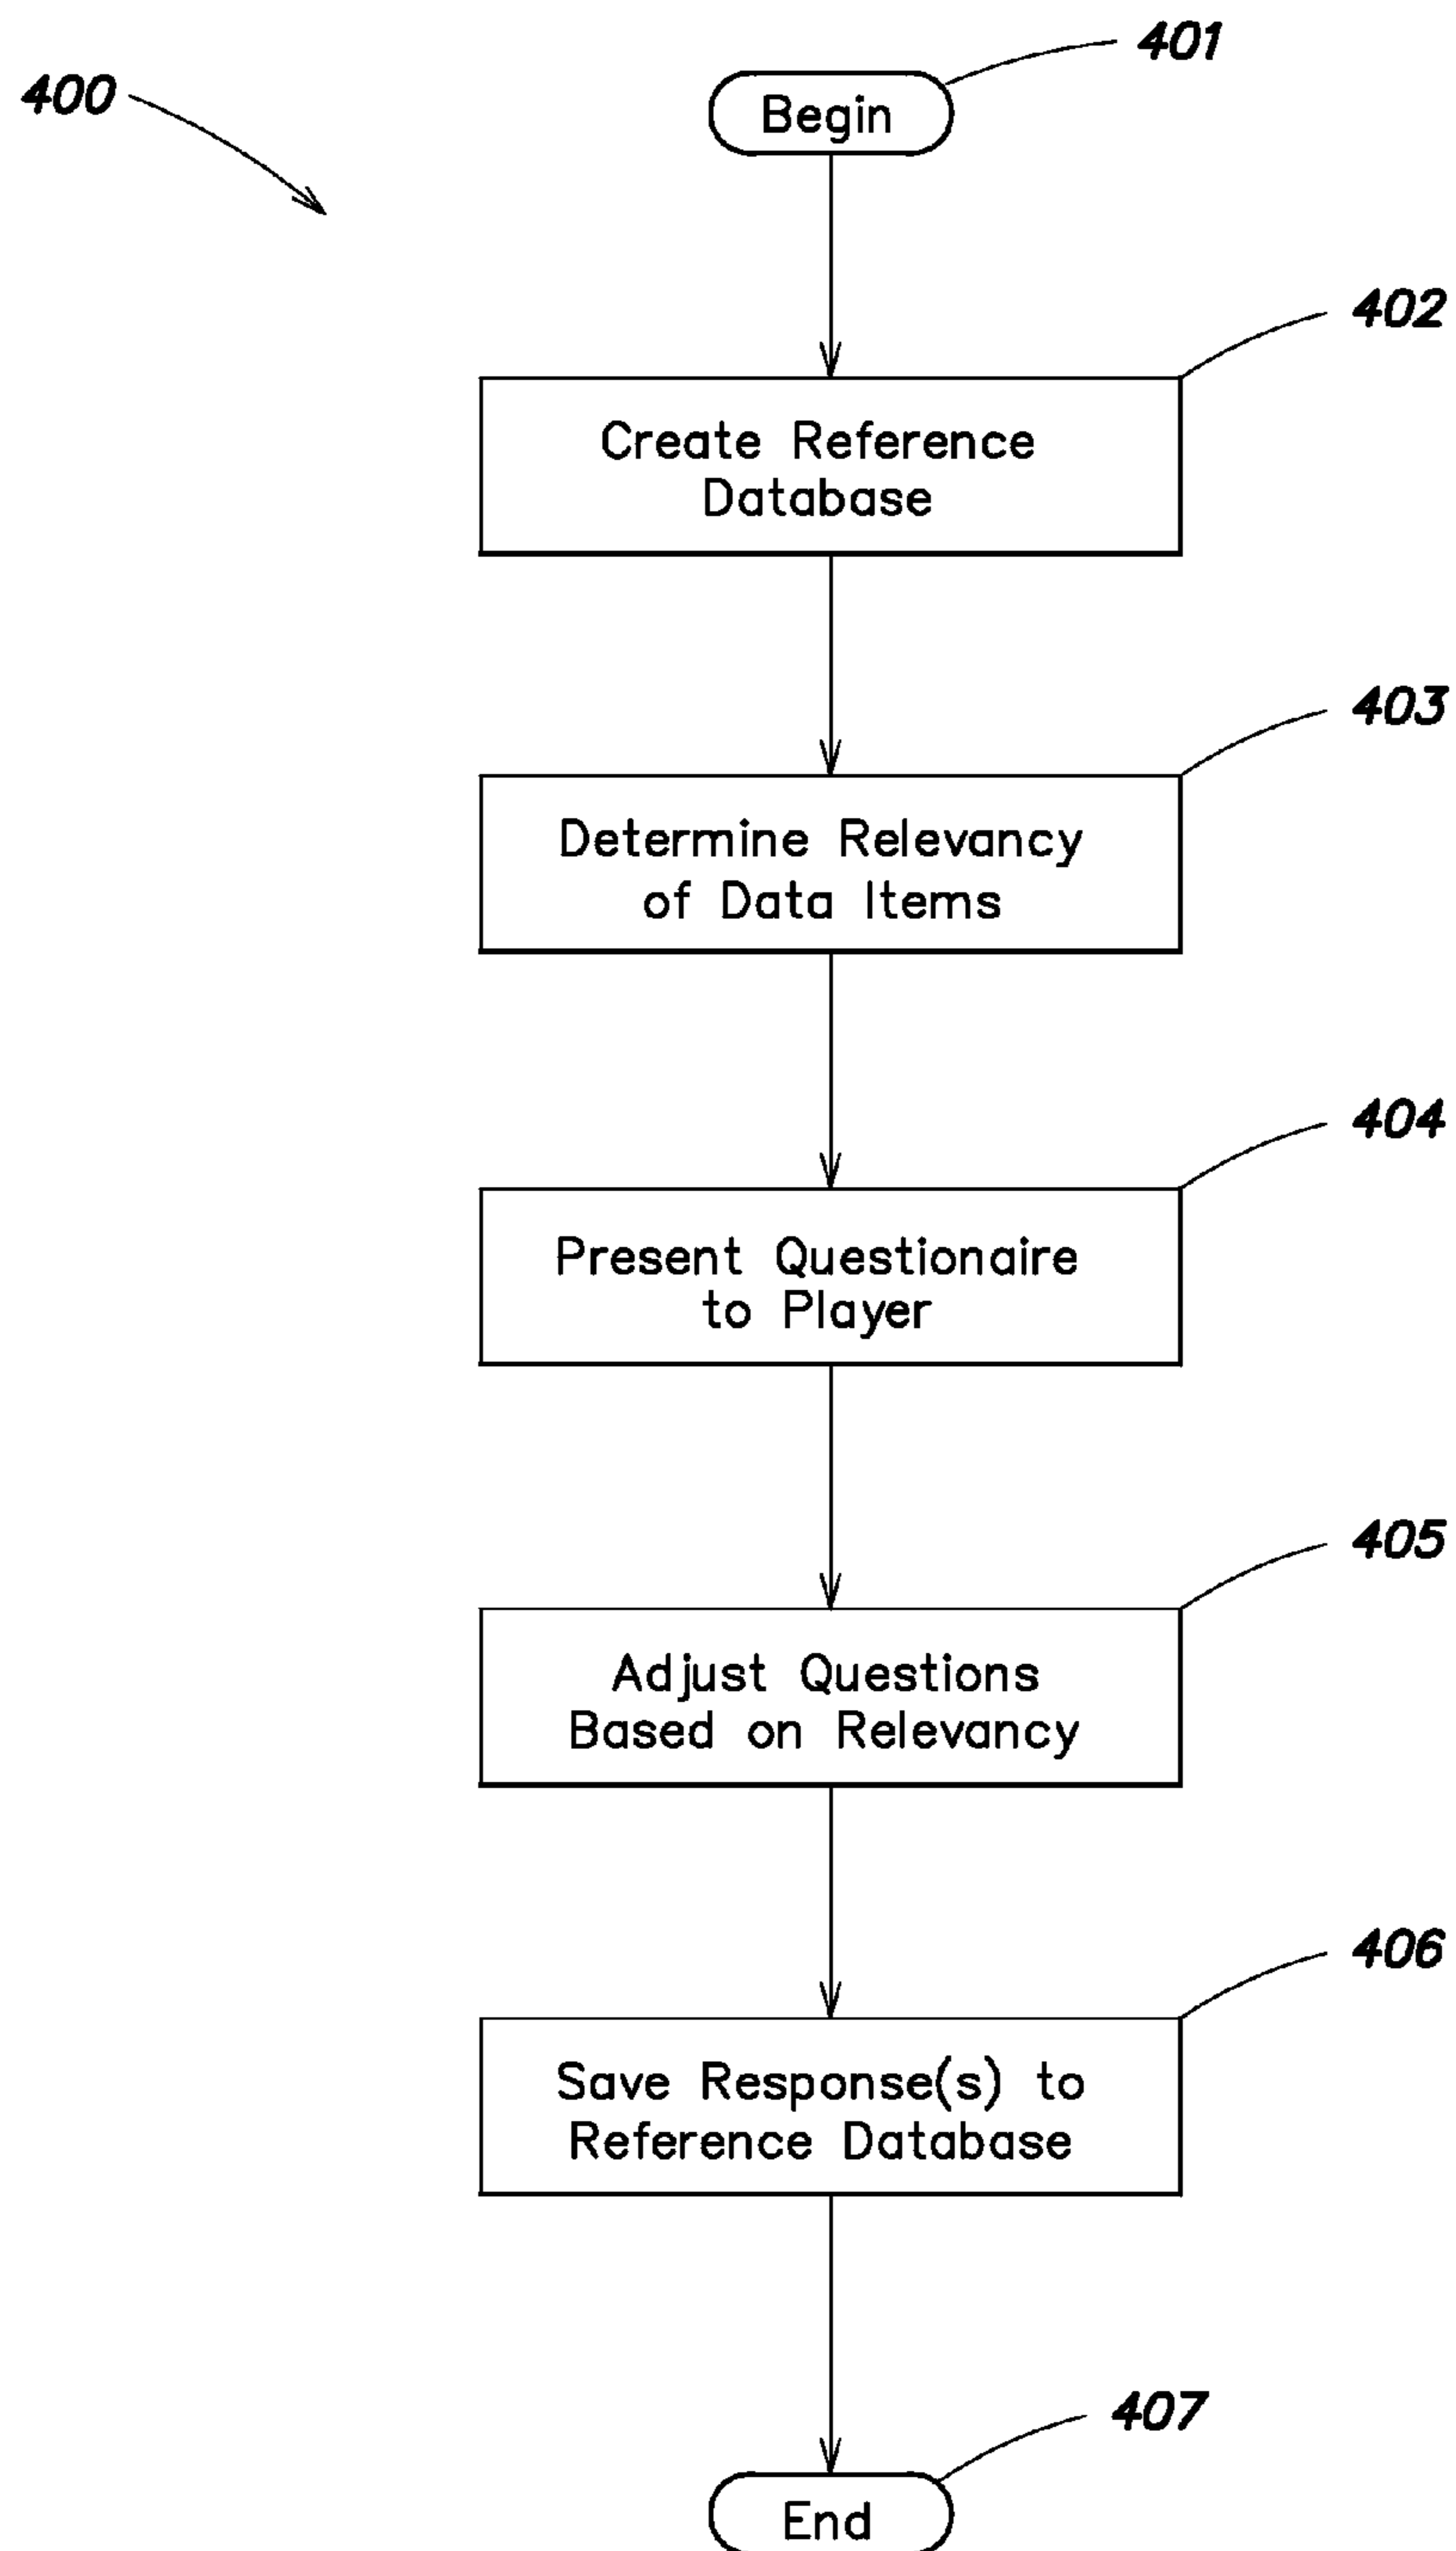 400
401
Begin
402
Create Reference
Database
403
Determine Relevancy
of Data Items
404
Present Questionaire
to Player
405
Adjust Questions
Based on Relevancy
406
Save Response(s) to
Reference Database
407
End